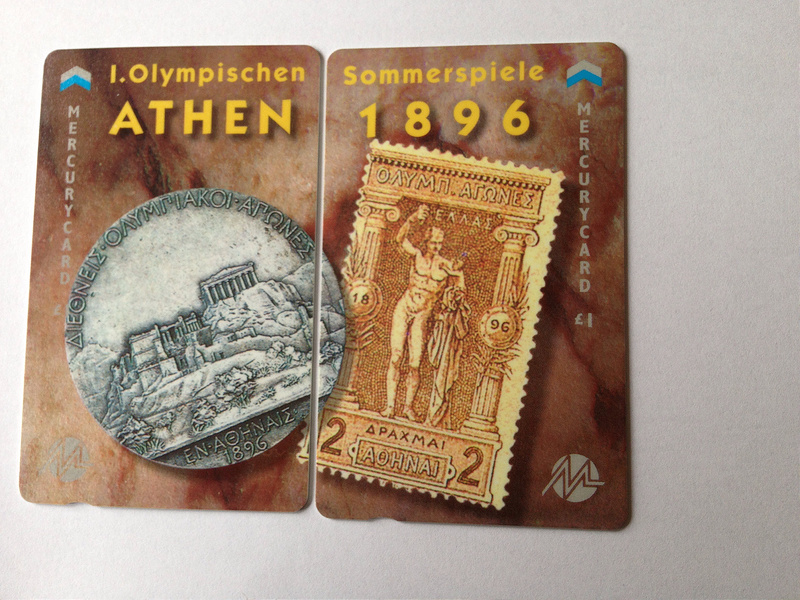 I.Olympischen
ATHEN
MERCURYCARD
ΔΙΕΘΝΕΙΣ·ΟΛΥΜΠΙΑΚΟΙ·ΑΓΩΝΕΣ
ΕΝ·ΑΘΗΝΑΙΣ
1896
Sommerspiele
1896
MERCURYCARD
£1
ΟΛΥΜΠ. ΑΓΩΝΕΣ
ΕΛΛΑΣ
18
96
ΔΡΑΧΜΑΙ
2 ΑΘΗΝΑΙ 2